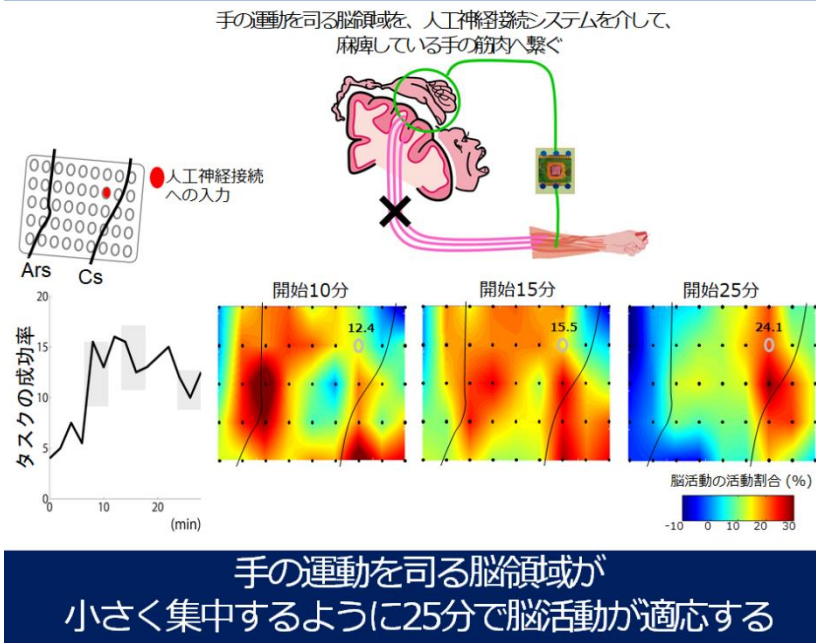 手の運動を司る脳領域を、人工神経接続システムを介して、
麻痺している手の筋肉へ繋ぐ
人工神経接続
への入力
Ars
Cs
タスクの成功率
20
15
10
5
0
0
10
20
(min)
開始10分
12.4
開始15分
15.5
開始25分
24.1
脳活動の活動割合 (%)
-10 0 10 20 30
手の運動を司る脳領域が
小さく集中するように25分で脳活動が適応する